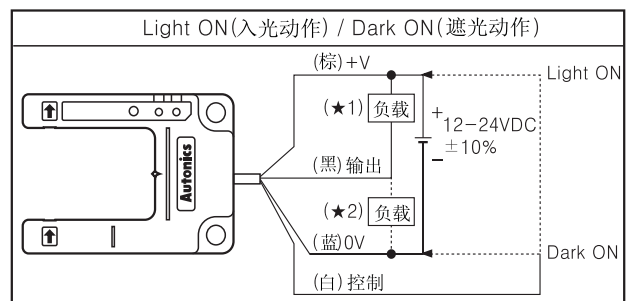 Light ON(入光动作) / Dark ON(遮光动作)
(棕)+V
Light ON
(★1) 负载
+
12-24VDC
±10%
−
Autonics
(黑)输出
(★2) 负载
(蓝)0V
Dark ON
(白)控制